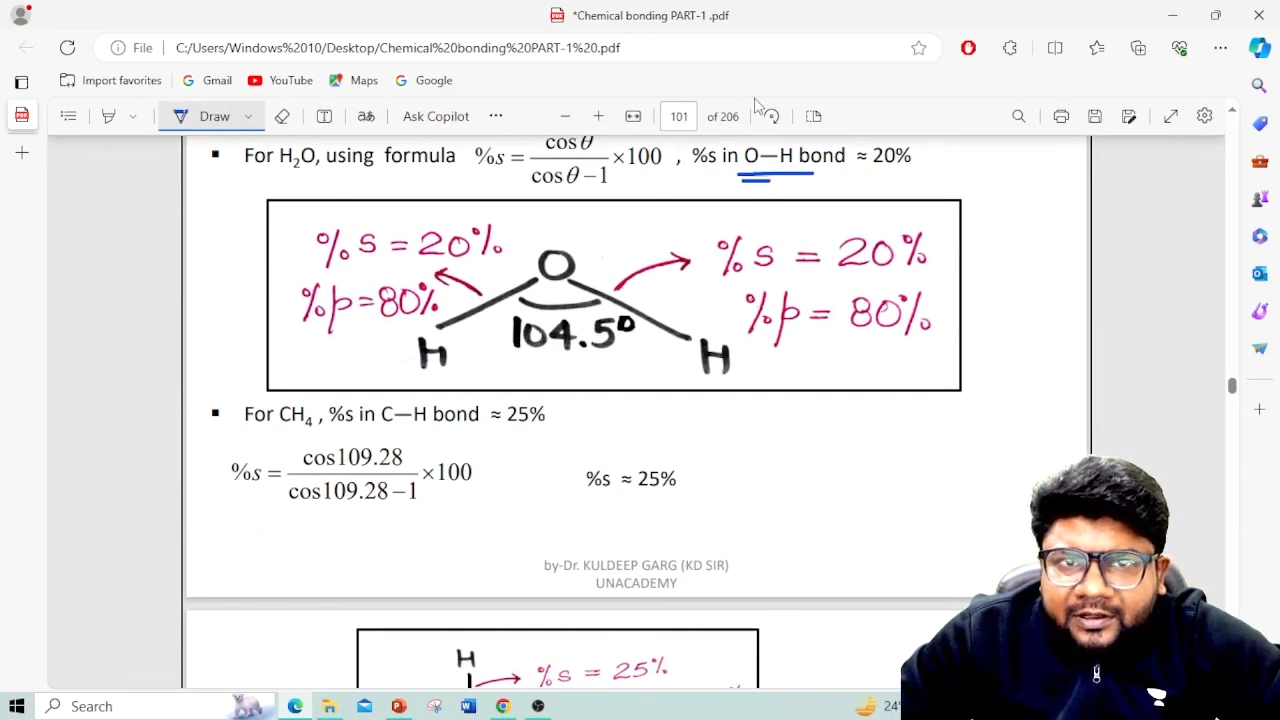 *Chemical bonding PART-1 .pdf
File C:/Users/Windows%2010/Desktop/Chemical%20bonding%20PART-1%20.pdf
Import favorites Gmail YouTube Maps Google
Draw Ask Copilot 101 of 206
For H₂O, using formula %s = cos θ / cos θ − 1 ×100 , %s in O—H bond ≈ 20%
%s = 20% O %s = 20%
%p = 80% %p = 80%
104.5°
H H
For CH₄ , %s in C—H bond ≈ 25%
%s = cos109.28 / cos109.28 −1 ×100 %s ≈ 25%
by-Dr. KULDEEP GARG (KD SIR)
UNACADEMY
H
%s = 25%
Search 24°